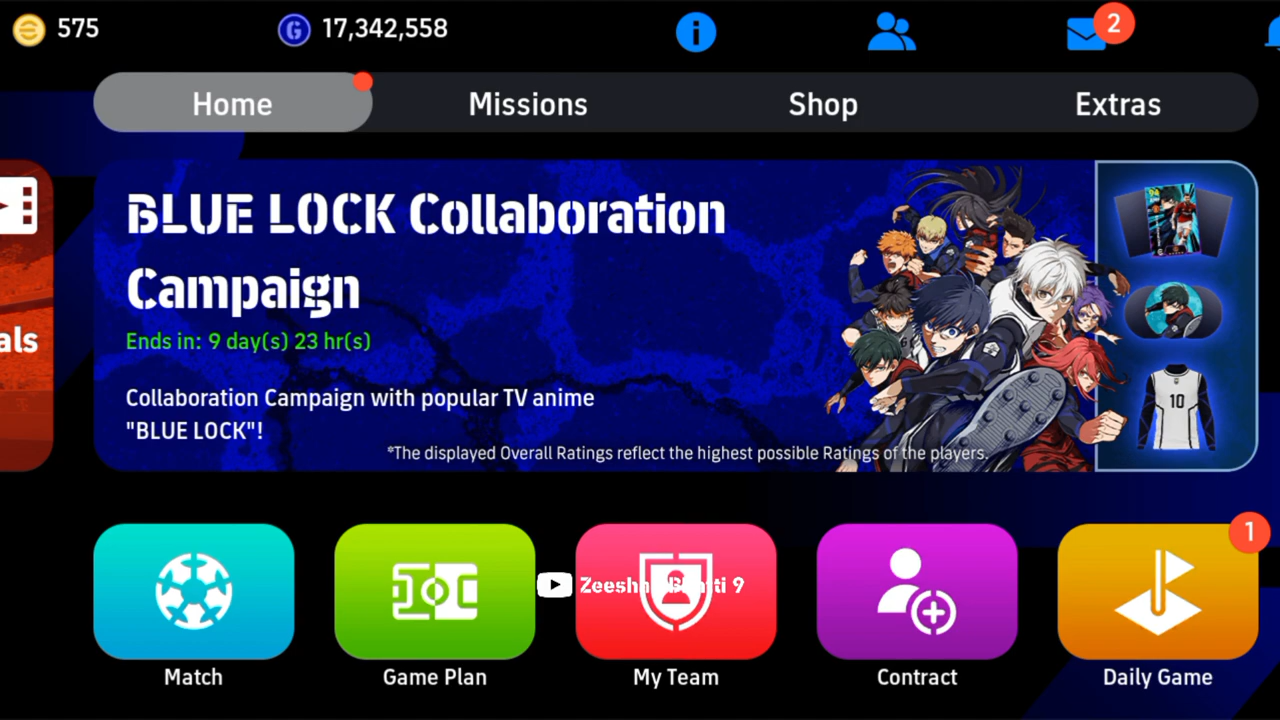 575
17,342,558
2
Home
Missions
Shop
Extras
BLUE LOCK Collaboration
Campaign
Ends in: 9 day(s) 23 hr(s)
Collaboration Campaign with popular TV anime
"BLUE LOCK"!
*The displayed Overall Ratings reflect the highest possible Ratings of the players.
als
94
10
1
9
Match
Game Plan
My Team
Contract
Daily Game